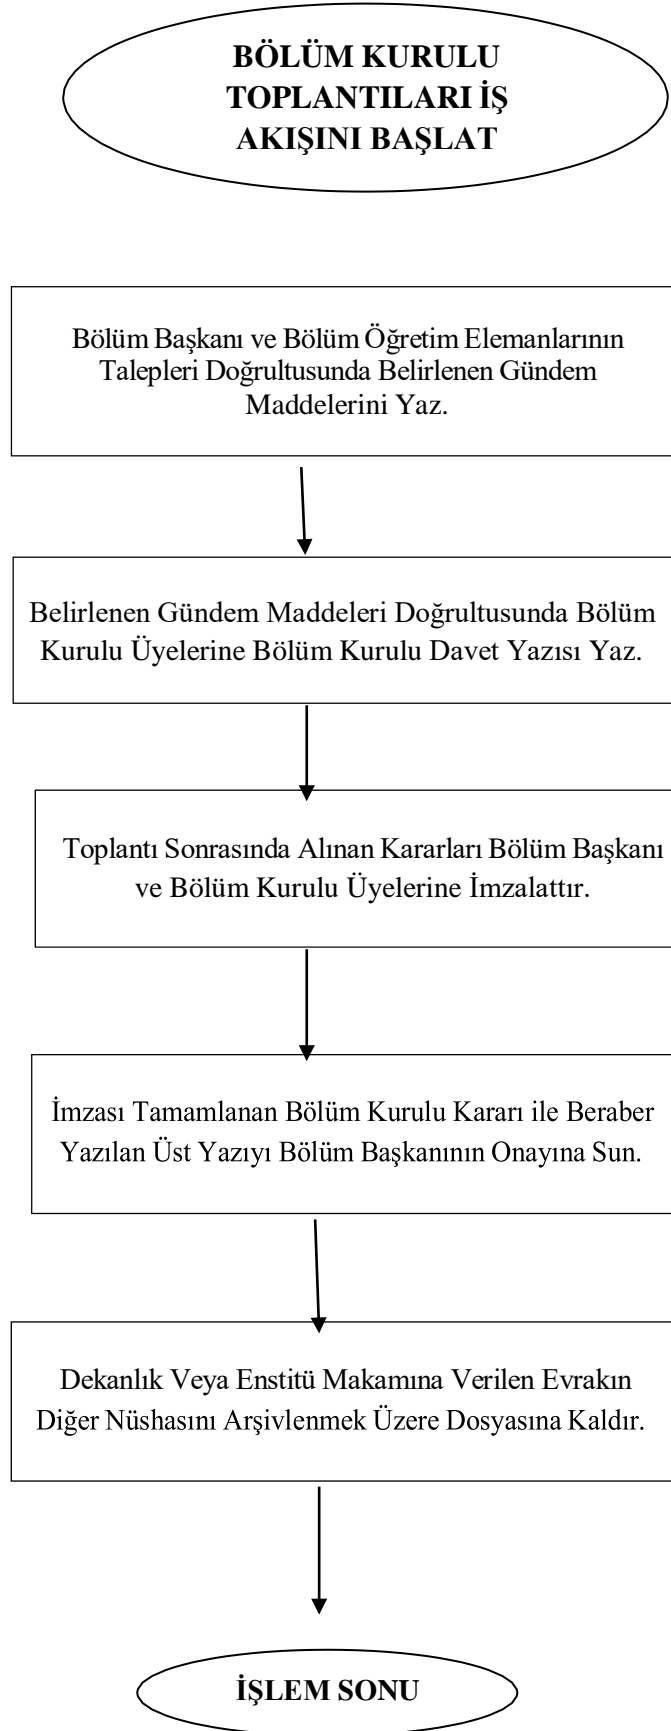 BÖLÜM KURULU
TOPLANTILARI İŞ
AKIŞINI BAŞLAT
Bölüm Başkanı ve Bölüm Öğretim Elemanlarının
Talepleri Doğrultusunda Belirlenen Gündem
Maddelerini Yaz.
Belirlenen Gündem Maddeleri Doğrultusunda Bölüm
Kurulu Üyelerine Bölüm Kurulu Davet Yazısı Yaz.
Toplantı Sonrasında Alınan Kararları Bölüm Başkanı
ve Bölüm Kurulu Üyelerine İmzalattır.
İmzası Tamamlanan Bölüm Kurulu Kararı ile Beraber
Yazılan Üst Yazıyı Bölüm Başkanının Onayına Sun.
Dekanlık Veya Enstitü Makamına Verilen Evrakın
Diğer Nüshasını Arşivlenmek Üzere Dosyasına Kaldır.
İŞLEM SONU